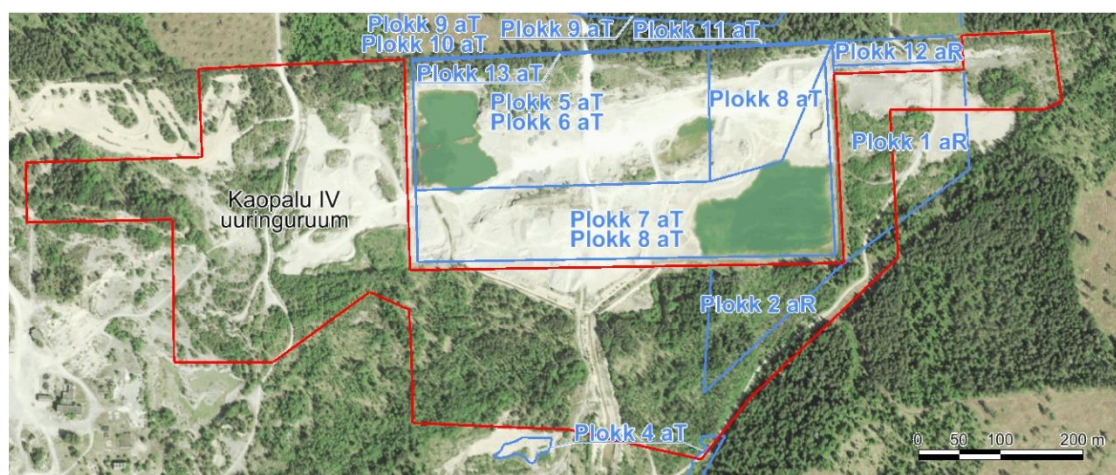 Plokk 9 aT
Plokk 10 aT
Plokk 9 aT
Plokk 11 aT
Plokk 12 aR
Plokk 13 aT
Plokk 5 aT
Plokk 6 aT
Plokk 8 aT
Plokk 1 aR
Kaopalu IV
uuringuruum
Plokk 7 aT
Plokk 8 aT
Plokk 2 aR
Plokk 4 aT
0 50 100 200 m